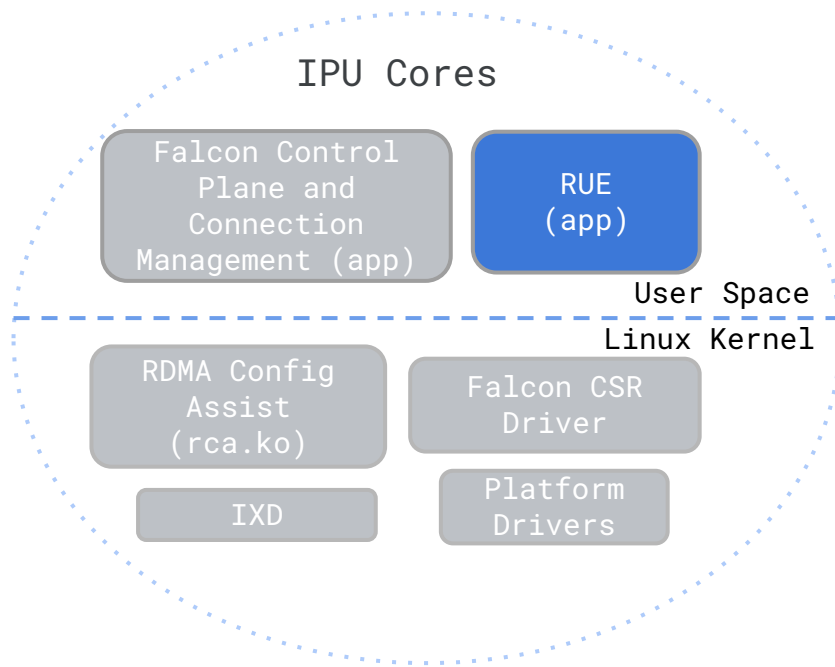 IPU Cores
Falcon Control
Plane and
Connection
Management (app)
RUE
(app)
User Space
Linux Kernel
RDMA Config
Assist
(rca.ko)
Falcon CSR
Driver
IXD
Platform
Drivers